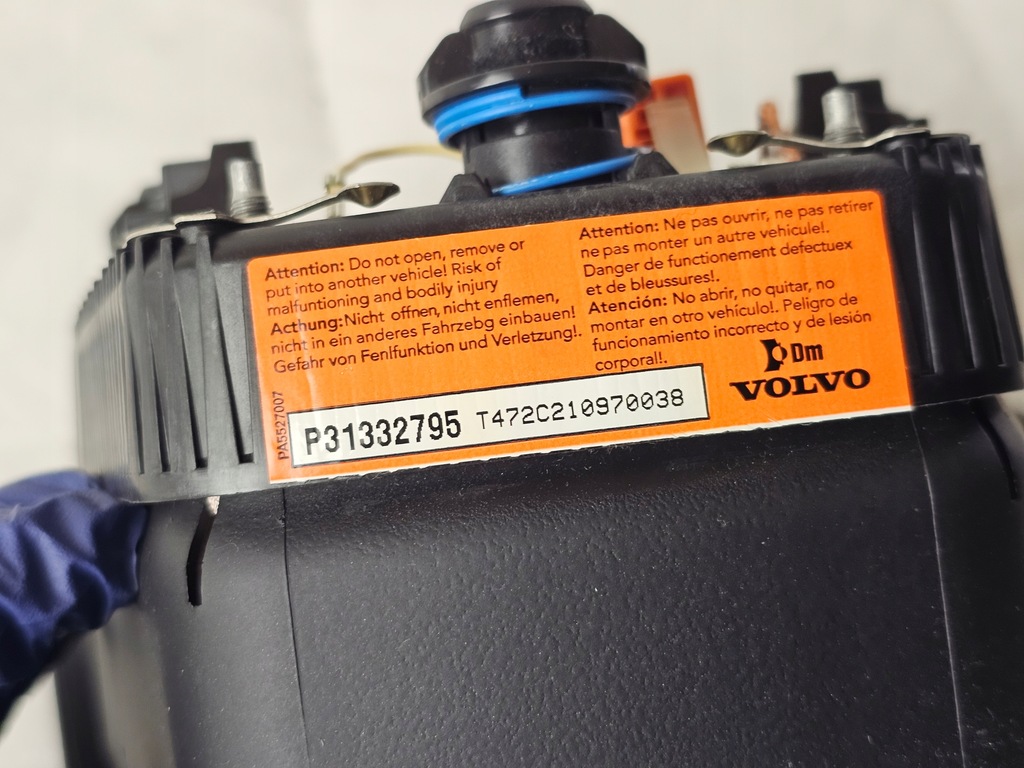 Attention: Do not open, remove or
put into another vehicle! Risk of
malfuntioning and bodily injury
Acthung: Nicht offnen, nicht enflemen,
nicht in ein anderes Fahrzebg einbauen!
Gefahr von Fenlfunktion und Verletzung!.
Attention: Ne pas ouvrir, ne pas retirer
ne pas monter un autre vehicule!.
Danger de functionement defectuex
et de bleussures!.
Atención: No abrir, no quitar, no
montar en otro vehículo!. Peligro de
funcionamiento incorrecto y de lesión
corporal!.
Dm
VOLVO
PA5527007
P31332795 T472C210970038